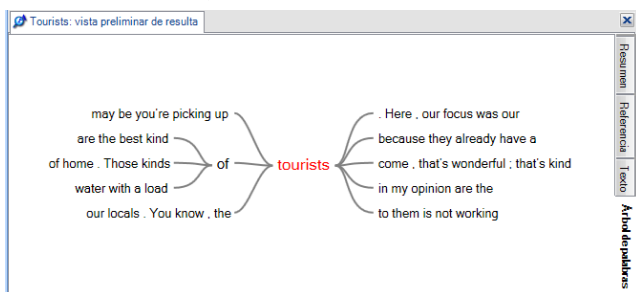 Tourists: vista preliminar de resulta
may be you're picking up
are the best kind
of home . Those kinds
water with a load
of
our locals . You know , the
tourists
. Here , our focus was our
because they already have a
come , that's wonderful ; that's kind
in my opinion are the
to them is not working
Resumen
Referencia
Texto
Árbol de palabras